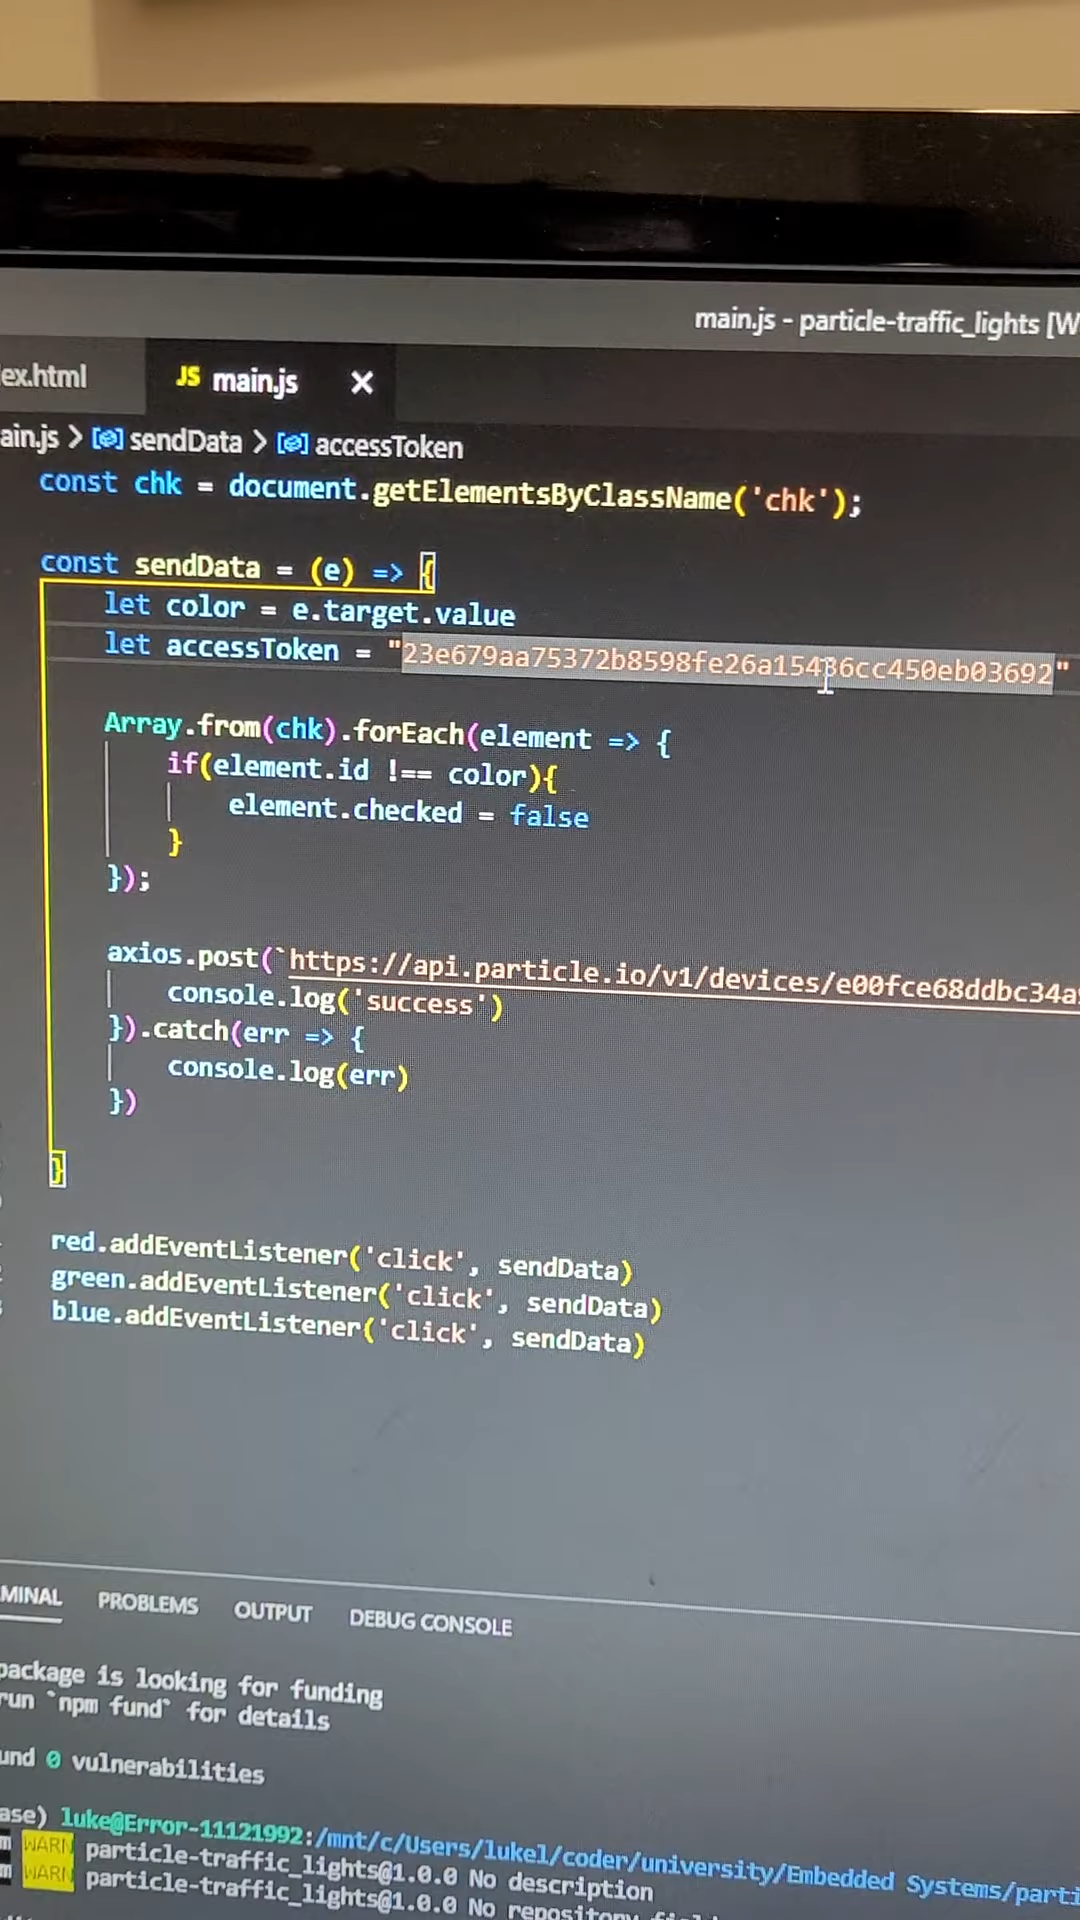 main.js - particle-traffic_lights [W
ex.html JS main.js ×
ain.js > sendData > accessToken
const chk = document.getElementsByClassName('chk');
const sendData = (e) => {
let color = e.target.value
let accessToken = "23e679aa75372b8598fe26a15436cc450eb03692"
Array.from(chk).forEach(element => {
if(element.id !== color){
element.checked = false
}
});
axios.post(`https://api.particle.io/v1/devices/e00fce68ddbc34a
console.log('success')
}).catch(err => {
console.log(err)
})
}
red.addEventListener('click', sendData)
green.addEventListener('click', sendData)
blue.addEventListener('click', sendData)
MINAL PROBLEMS OUTPUT DEBUG CONSOLE
package is looking for funding
run `npm fund` for details
und 0 vulnerabilities
ase) luke@Error-11121992:/mnt/c/Users/lukel/coder/university/Embedded Systems/parti
m WARN particle-traffic_lights@1.0.0 No description
m WARN particle-traffic_lights@1.0.0 No repository